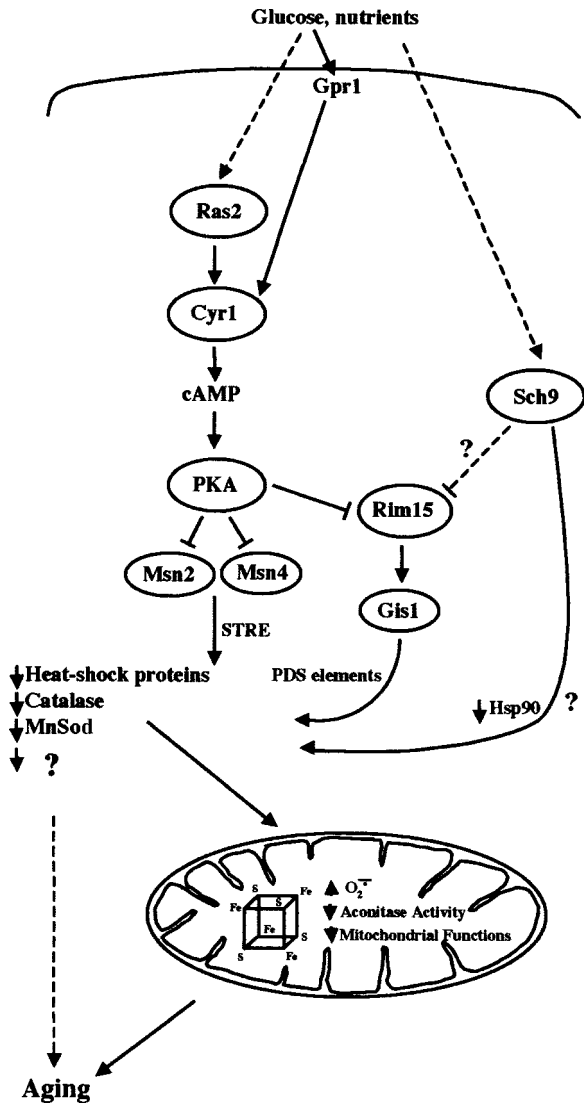 Glucose, nutrients
Gpr1
Ras2
Cyr1
cAMP
Sch9
?
PKA
Rim15
Msn2
Msn4
Gis1
STRE
PDS elements
Heat-shock proteins
Catalase
MnSod
?
Hsp90
?
S
Fe
Fe
S
Fe
S
S
Fe
O2•−
Aconitase Activity
Mitochondrial Functions
Aging